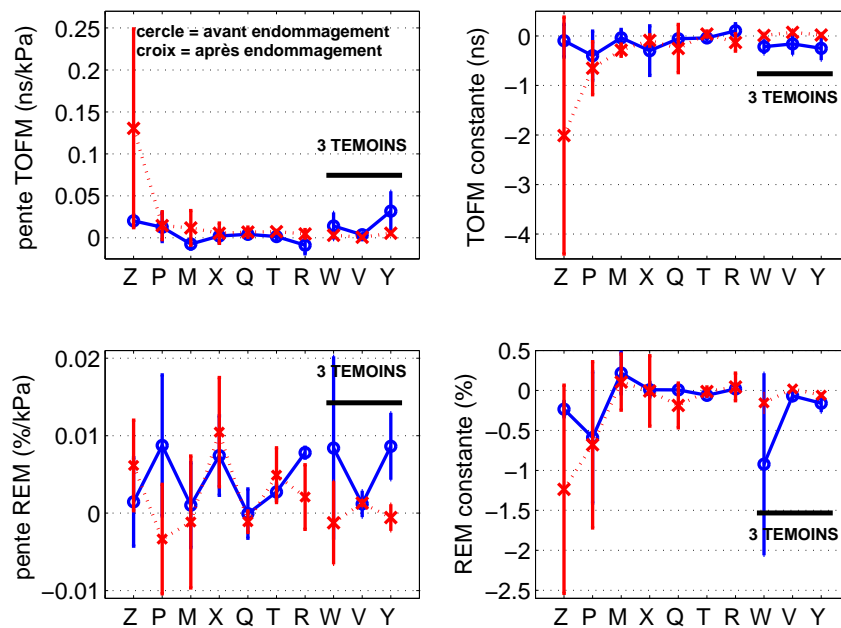 cercle = avant endommagement
croix = après endommagement
0.25
0.2
0.15
0.1
0.05
0
pente TOFM (ns/kPa)
3 TEMOINS
Z P M X Q T R W V Y
0
−1
−2
−3
−4
TOFM constante (ns)
3 TEMOINS
Z P M X Q T R W V Y
0.02
0.01
0
−0.01
pente REM (%/kPa)
3 TEMOINS
Z P M X Q T R W V Y
0.5
0
−0.5
−1
−1.5
−2
−2.5
REM constante (%)
3 TEMOINS
Z P M X Q T R W V Y